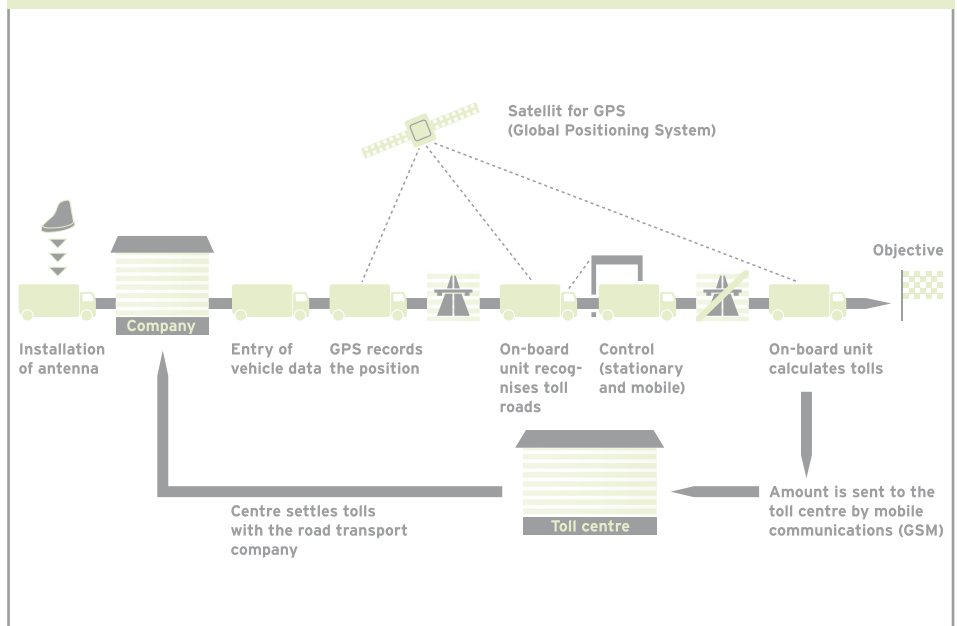 Satellit for GPS
(Global Positioning System)
Objective
Company
Installation
of antenna
Entry of
vehicle data
GPS records
the position
On-board
unit recog-
nises toll
roads
Control
(stationary
and mobile)
On-board unit
calculates tolls
Amount is sent to the
toll centre by mobile
communications (GSM)
Toll centre
Centre settles tolls
with the road transport
company